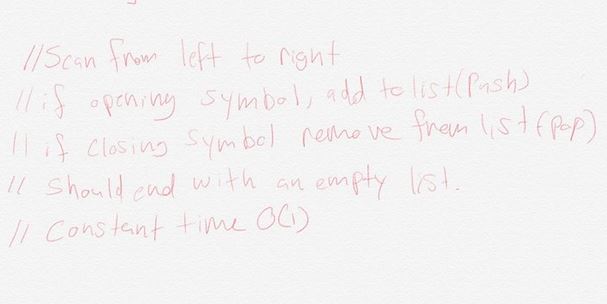 //Scan from left to right
// if opening symbol, add to list(Push)
// if closing symbol remove from list (pop)
// Should end with an empty list.
// Constant time O(1)